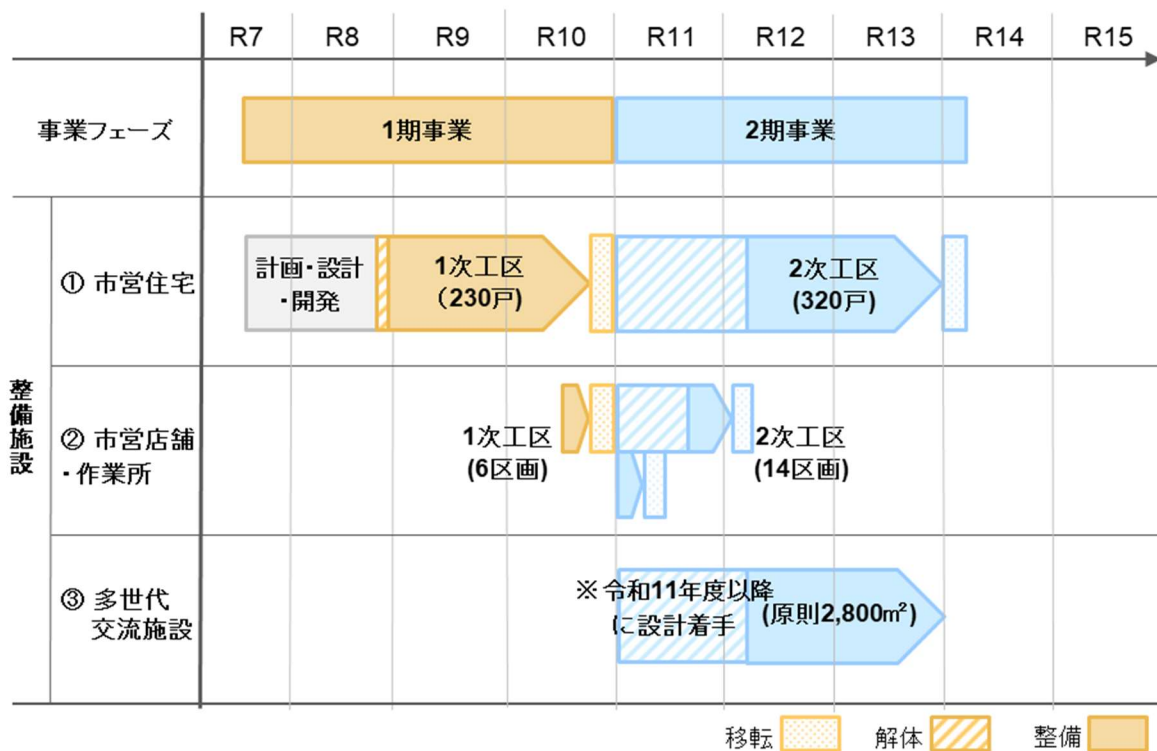 R7 R8 R9 R10 R11 R12 R13 R14 R15
事業フェーズ
1期事業
2期事業
整備施設
① 市営住宅
計画・設計
・開発
1次工区
（230戸）
2次工区
(320戸)
② 市営店舗
・作業所
1次工区
(6区画)
2次工区
(14区画)
③ 多世代
交流施設
※令和11年度以降
に設計着手
(原則2,800m²)
移転 解体 整備